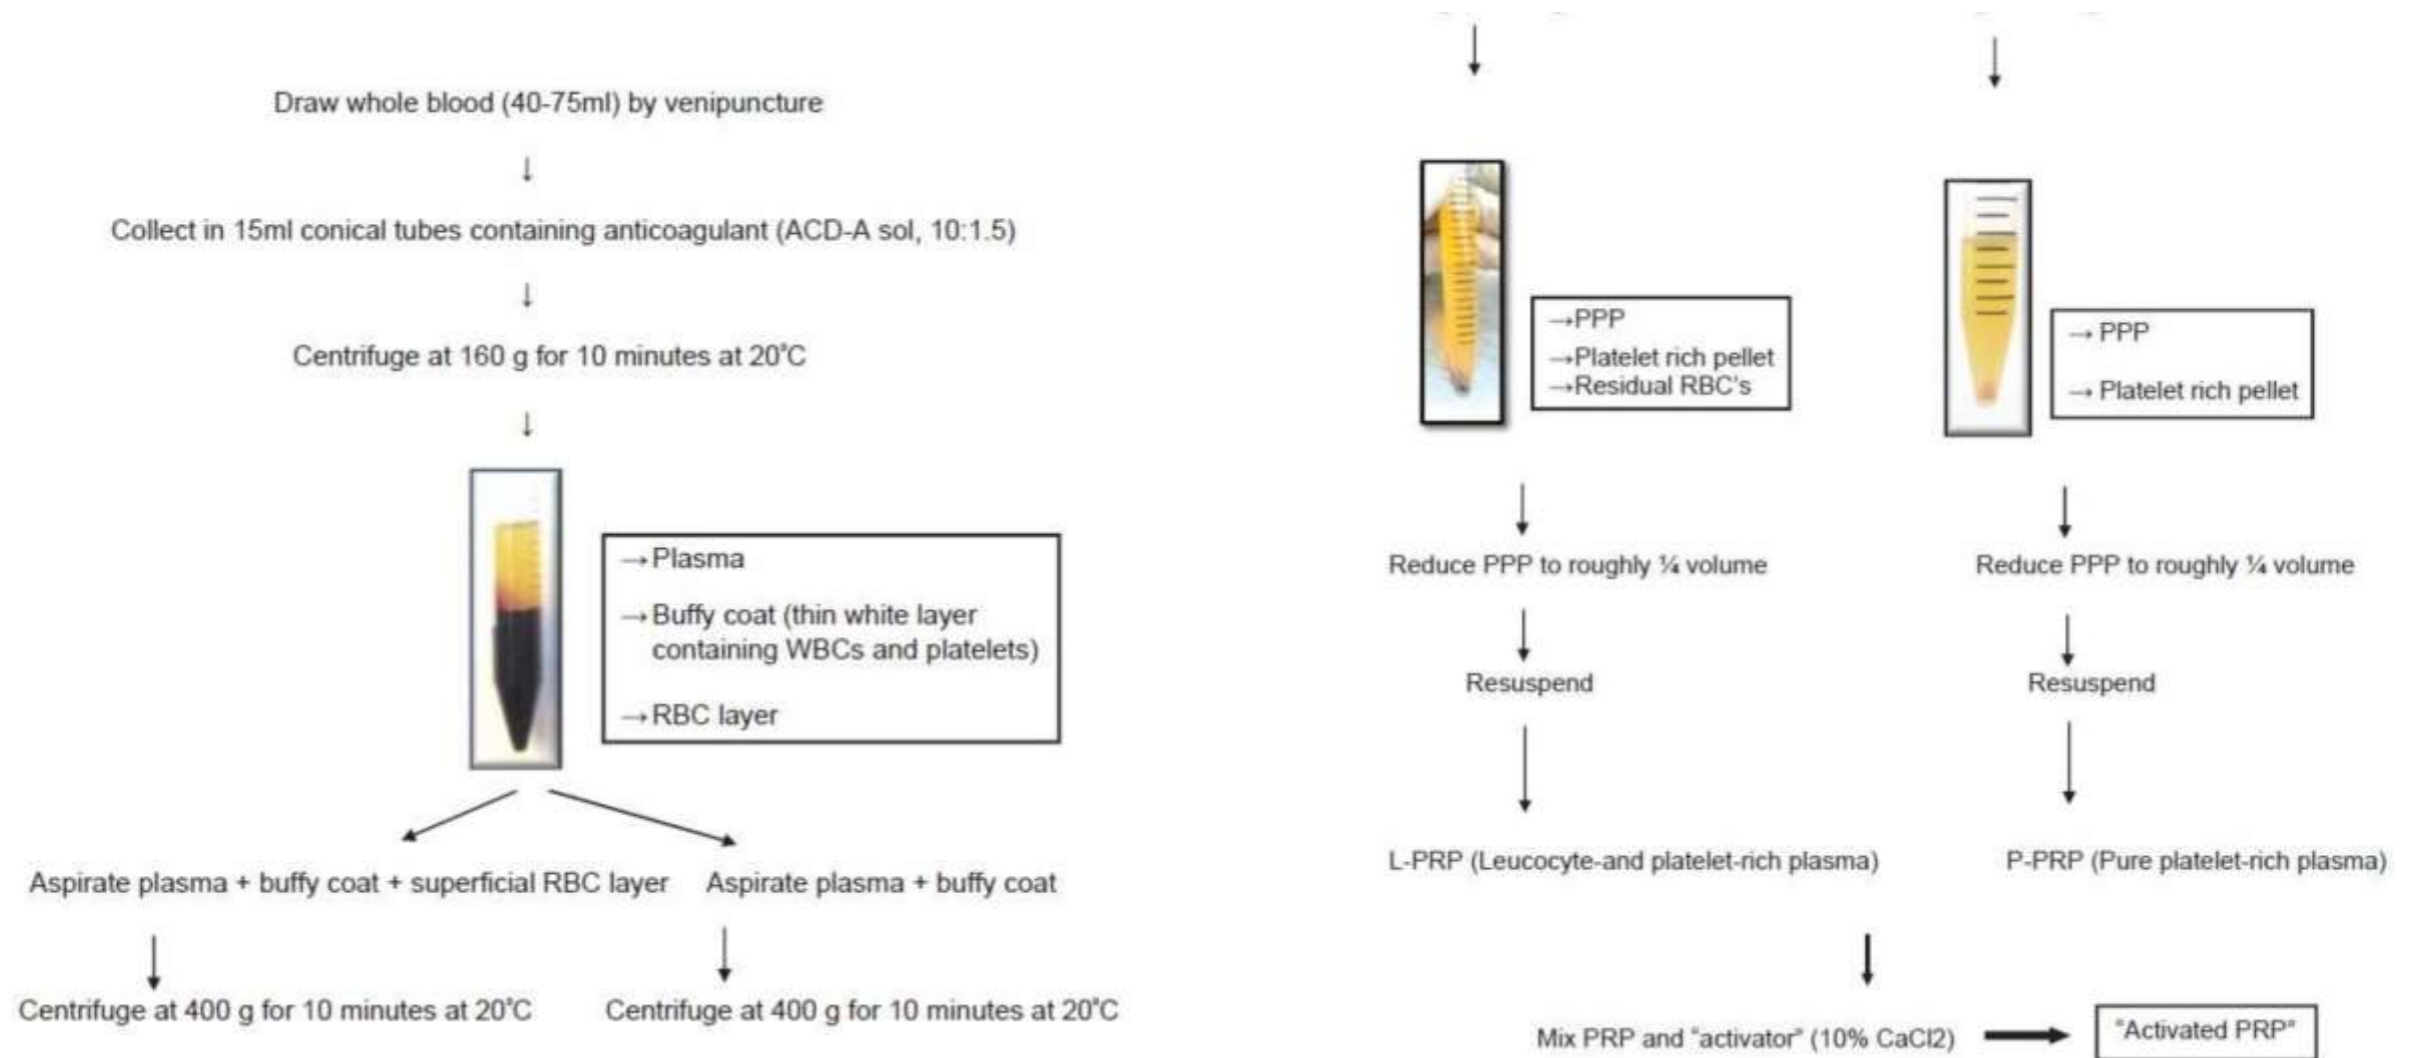 Draw whole blood (40-75ml) by venipuncture
↓
Collect in 15ml conical tubes containing anticoagulant (ACD-A sol, 10:1.5)
↓
Centrifuge at 160 g for 10 minutes at 20°C
↓
→Plasma
→Buffy coat (thin white layer
containing WBCs and platelets)
→RBC layer
Aspirate plasma + buffy coat + superficial RBC layer
Aspirate plasma + buffy coat
Centrifuge at 400 g for 10 minutes at 20°C
Centrifuge at 400 g for 10 minutes at 20°C
→PPP
→Platelet rich pellet
→Residual RBC's
→ PPP
→ Platelet rich pellet
Reduce PPP to roughly ¼ volume
Reduce PPP to roughly ¼ volume
Resuspend
Resuspend
L-PRP (Leucocyte-and platelet-rich plasma)
P-PRP (Pure platelet-rich plasma)
Mix PRP and "activator" (10% CaCl2)
"Activated PRP"